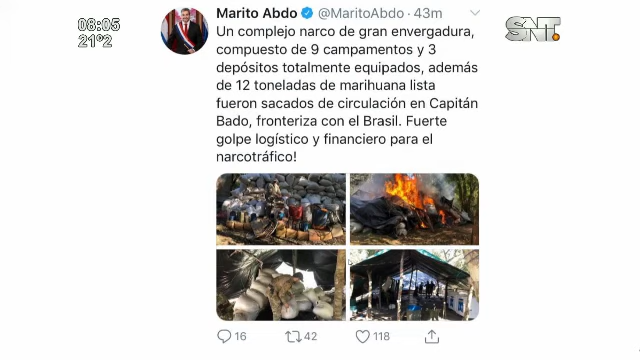 08:05
21º2
SNT.
Marito Abdo @MaritoAbdo · 43m
Un complejo narco de gran envergadura,
compuesto de 9 campamentos y 3
depósitos totalmente equipados, además
de 12 toneladas de marihuana lista
fueron sacados de circulación en Capitán
Bado, fronteriza con el Brasil. Fuerte
golpe logístico y financiero para el
narcotráfico!
16 42 118